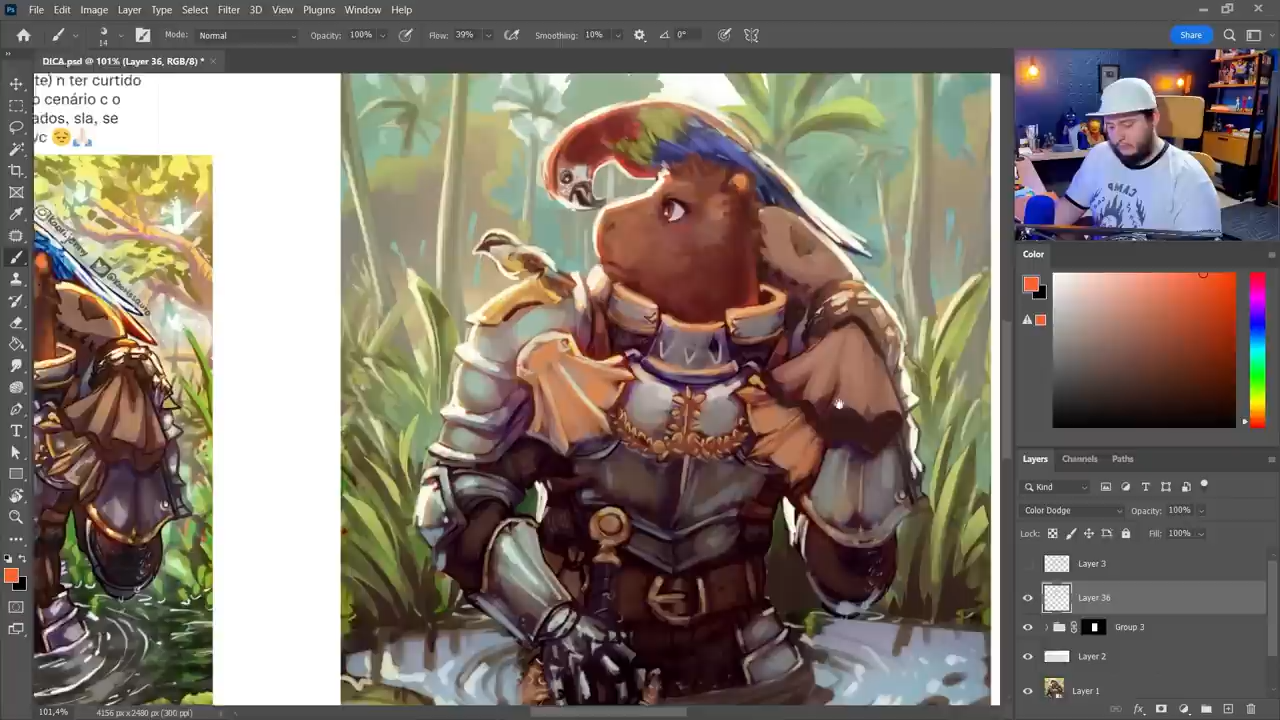 File Edit Image Layer Type Select Filter 3D View Plugins Window Help
14 Mode: Normal Opacity: 100% Flow: 39% Smoothing: 10% 0° Share
DICA.psd @ 101% (Layer 36, RGB/8) *
te) n ter curtido
o cenário c o
ados, sla, se
vc 😔🙏🏻
CAMP
Color
Layers Channels Paths
Kind
Color Dodge Opacity: 100%
Lock: Fill: 100%
Layer 3
Layer 36
Group 3
Layer 2
Layer 1
101,4% 4156 px x 2480 px (300 ppi)